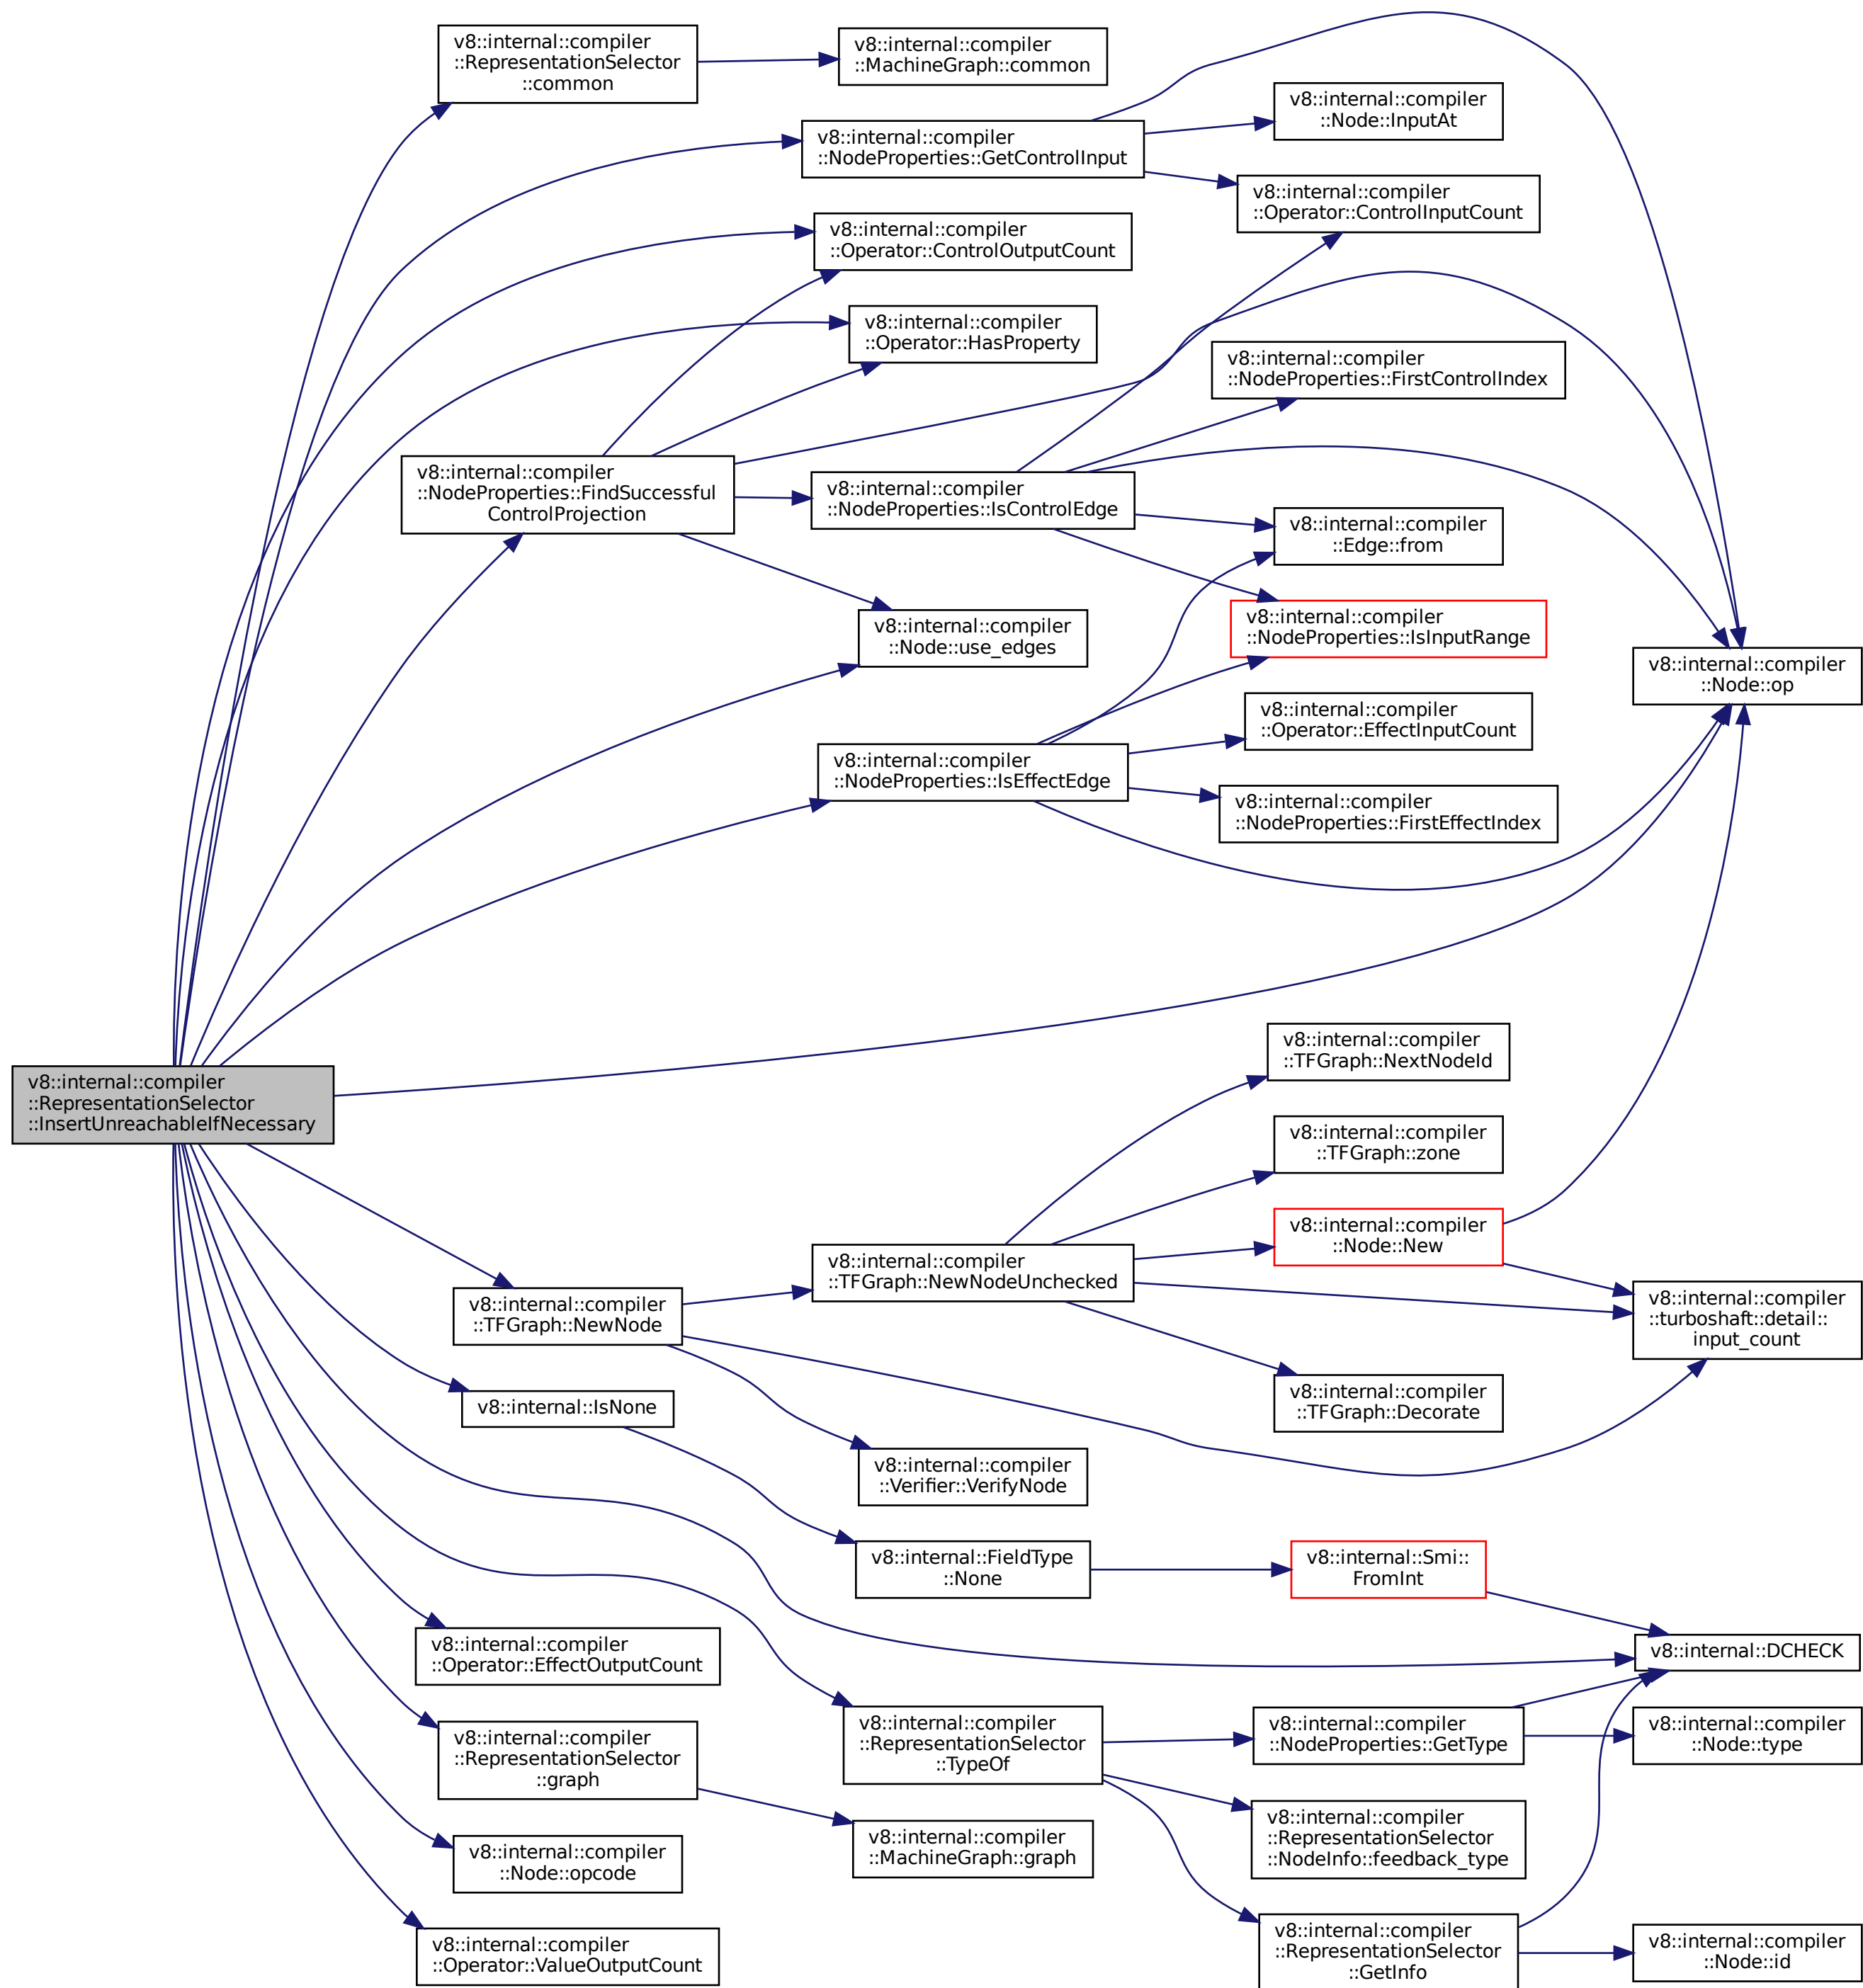 v8::internal::compiler
::RepresentationSelector
::common
v8::internal::compiler
::MachineGraph::common
v8::internal::compiler
::Node::InputAt
v8::internal::compiler
::NodeProperties::GetControlInput
v8::internal::compiler
::Operator::ControlInputCount
v8::internal::compiler
::Operator::ControlOutputCount
v8::internal::compiler
::Operator::HasProperty
v8::internal::compiler
::NodeProperties::FirstControlIndex
v8::internal::compiler
::NodeProperties::FindSuccessful
ControlProjection
v8::internal::compiler
::NodeProperties::IsControlEdge
v8::internal::compiler
::Edge::from
v8::internal::compiler
::Node::use_edges
v8::internal::compiler
::NodeProperties::IsInputRange
v8::internal::compiler
::Node::op
v8::internal::compiler
::Operator::EffectInputCount
v8::internal::compiler
::NodeProperties::IsEffectEdge
v8::internal::compiler
::NodeProperties::FirstEffectIndex
v8::internal::compiler
::TFGraph::NextNodeId
v8::internal::compiler
::RepresentationSelector
::InsertUnreachableIfNecessary
v8::internal::compiler
::TFGraph::zone
v8::internal::compiler
::Node::New
v8::internal::compiler
::TFGraph::NewNodeUnchecked
v8::internal::compiler
::TFGraph::NewNode
v8::internal::compiler
::turboshaft::detail::
input_count
v8::internal::compiler
::TFGraph::Decorate
v8::internal::IsNone
v8::internal::compiler
::Verifier::VerifyNode
v8::internal::FieldType
::None
v8::internal::Smi::
FromInt
v8::internal::compiler
::Operator::EffectOutputCount
v8::internal::DCHECK
v8::internal::compiler
::RepresentationSelector
::TypeOf
v8::internal::compiler
::NodeProperties::GetType
v8::internal::compiler
::Node::type
v8::internal::compiler
::RepresentationSelector
::graph
v8::internal::compiler
::RepresentationSelector
::NodeInfo::feedback_type
v8::internal::compiler
::MachineGraph::graph
v8::internal::compiler
::Node::opcode
v8::internal::compiler
::RepresentationSelector
::GetInfo
v8::internal::compiler
::Node::id
v8::internal::compiler
::Operator::ValueOutputCount